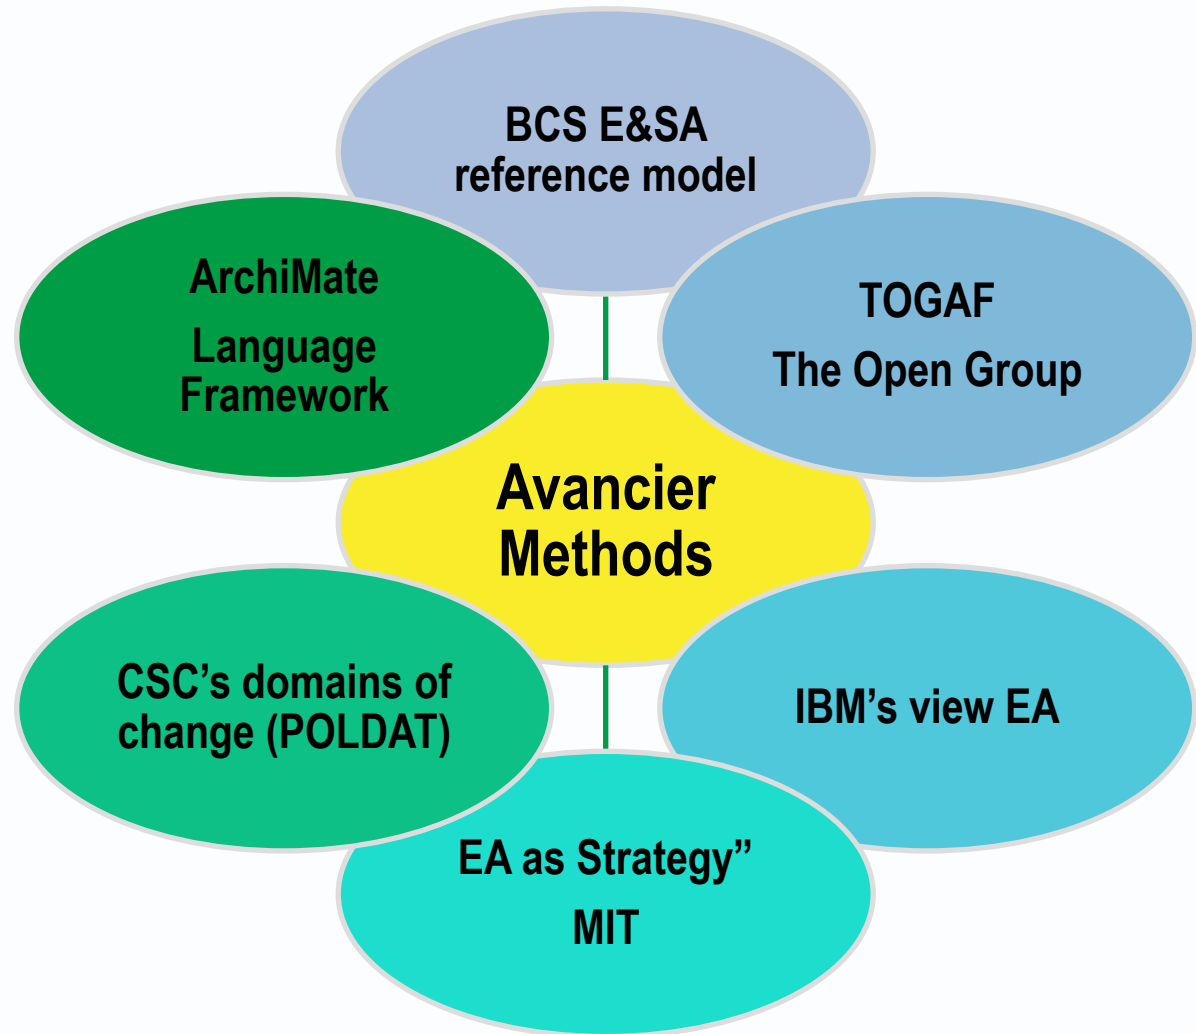 BCS E&SA
reference model
ArchiMate
Language
Framework
TOGAF
The Open Group
Avancier
Methods
CSC’s domains of
change (POLDAT)
IBM’s view EA
EA as Strategy”
MIT